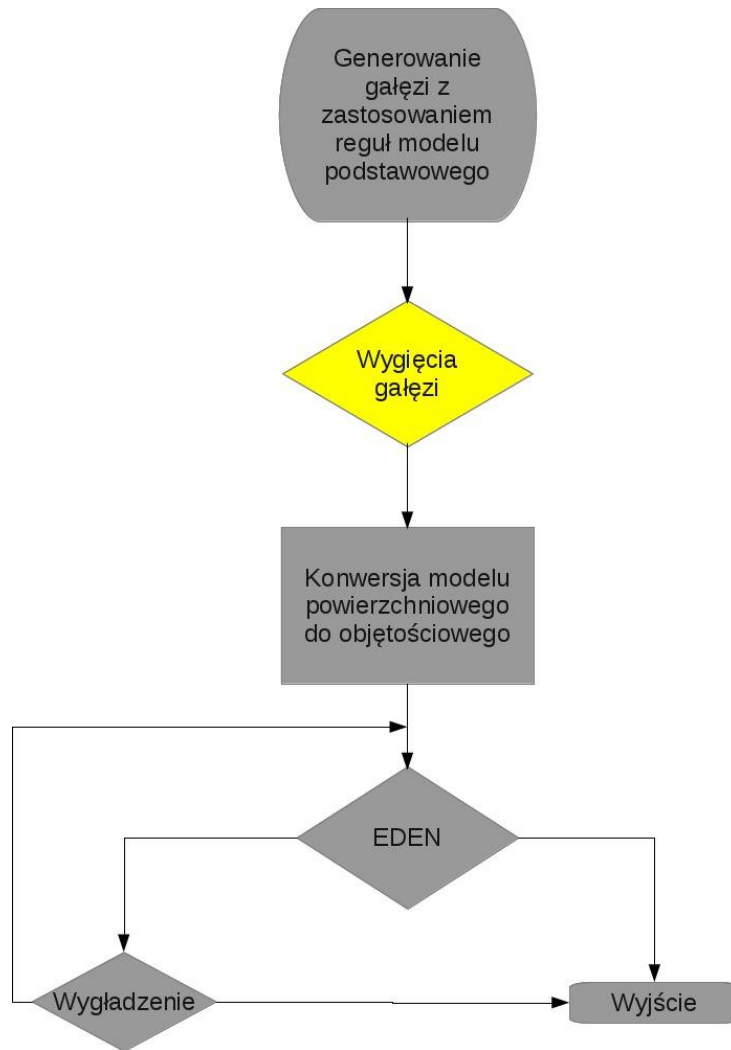 Generowanie
gałęzi z
zastosowaniem
reguł modelu
podstawowego
Wygięcia
gałęzi
Konwersja modelu
powierzchniowego
do objętościowego
EDEN
Wygładzenie
Wyjście